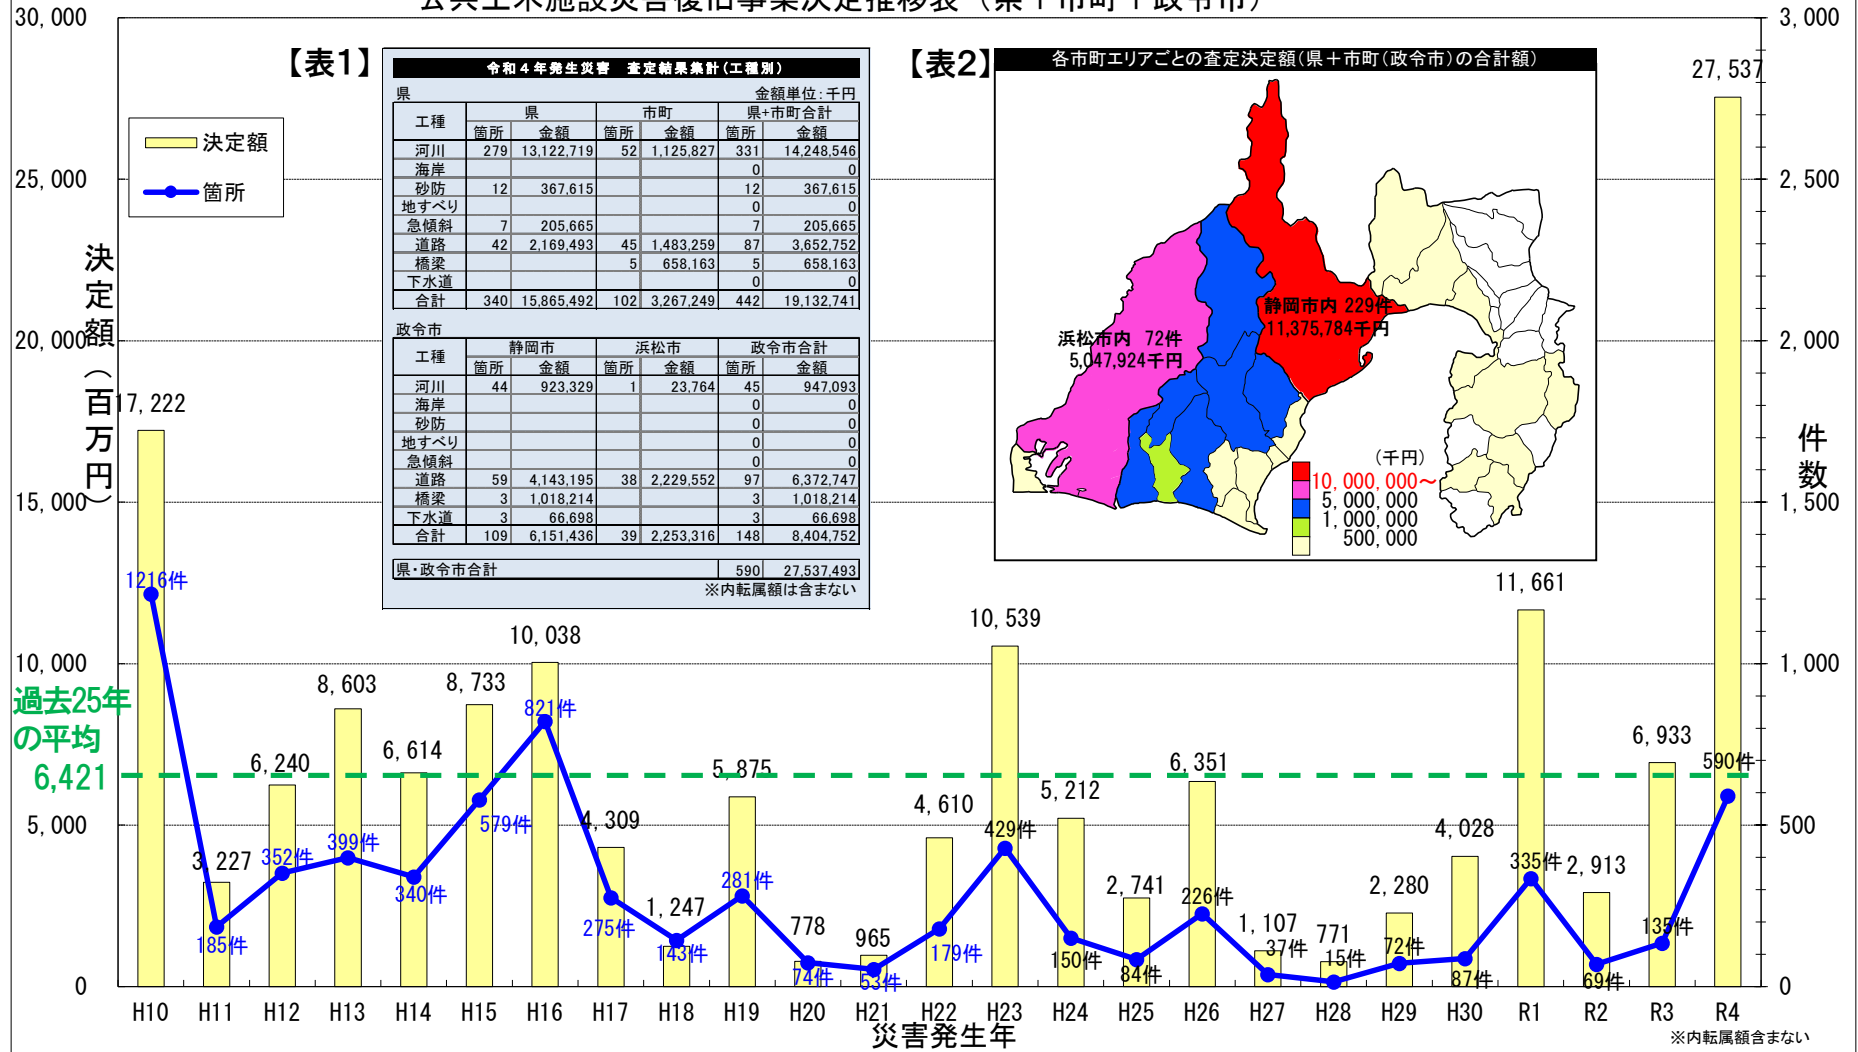 公共土木施設災害復旧事業決定推移表（県＋市町＋政令市）
30,000
25,000
20,000
15,000
10,000
5,000
0
決定額（百万円）
3,000
2,500
2,000
1,500
1,000
500
0
件数
決定額
箇所
【表1】
令和４年発生災害　査定結果集計(工種別)
県 金額単位：千円
工種 県 市町 県+市町合計
箇所 金額 箇所 金額 箇所 金額
河川 279 13,122,719 52 1,125,827 331 14,248,546
海岸 0 0
砂防 12 367,615 12 367,615
地すべり 0 0
急傾斜 7 205,665 7 205,665
道路 42 2,169,493 45 1,483,259 87 3,652,752
橋梁 5 658,163 5 658,163
下水道 0 0
合計 340 15,865,492 102 3,267,249 442 19,132,741
政令市
工種 静岡市 浜松市 政令市合計
箇所 金額 箇所 金額 箇所 金額
河川 44 923,329 1 23,764 45 947,093
海岸 0 0
砂防 0 0
地すべり 0 0
急傾斜 0 0
道路 59 4,143,195 38 2,229,552 97 6,372,747
橋梁 3 1,018,214 3 1,018,214
下水道 3 66,698 3 66,698
合計 109 6,151,436 39 2,253,316 148 8,404,752
県・政令市合計 590 27,537,493
※内転属額は含まない
【表2】
各市町エリアごとの査定決定額(県＋市町(政令市)の合計額)
静岡市内 229件
11,375,784千円
浜松市内 72件
5,047,924千円
(千円)
10,000,000～
5,000,000
1,000,000
500,000
過去25年
の平均
6,421
17,222 3,227 6,240 8,603 6,614 8,733 10,038 4,309 1,247 5,875 778 965 4,610 10,539 5,212 2,741 6,351 1,107 771 2,280 4,028 11,661 2,913 6,933 27,537
1216件 185件 352件 399件 340件 579件 821件 275件 143件 281件 74件 53件 179件 429件 150件 84件 226件 37件 15件 72件 87件 335件 69件 135件 590件
H10 H11 H12 H13 H14 H15 H16 H17 H18 H19 H20 H21 H22 H23 H24 H25 H26 H27 H28 H29 H30 R1 R2 R3 R4
災害発生年
※内転属額含まない